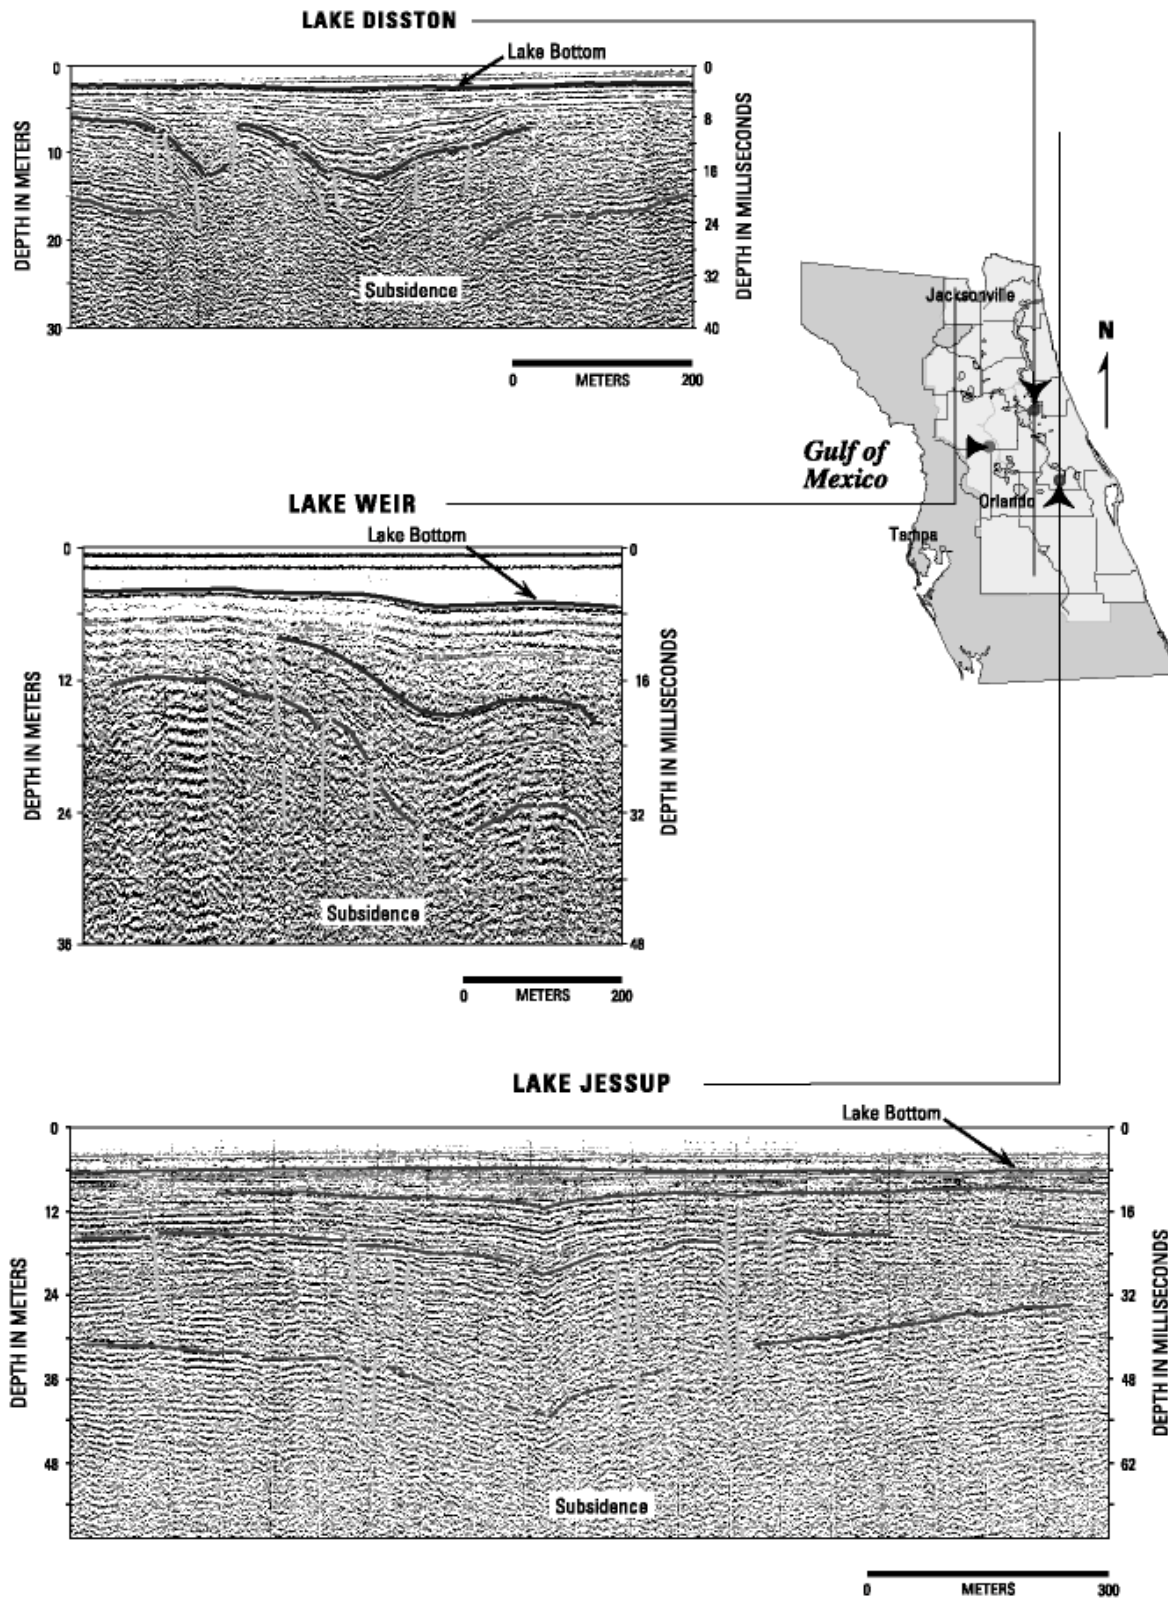 LAKE DISSTON
Lake Bottom
0
10
20
30
DEPTH IN METERS
0
8
16
24
32
40
DEPTH IN MILLISECONDS
Subsidence
0 METERS 200
Jacksonville
N
Gulf of
Mexico
Orlando
Tampa
LAKE WEIR
Lake Bottom
0
12
24
36
DEPTH IN METERS
0
16
32
48
DEPTH IN MILLISECONDS
Subsidence
0 METERS 200
LAKE JESSUP
Lake Bottom
0
12
24
36
48
DEPTH IN METERS
0
16
32
48
62
DEPTH IN MILLISECONDS
Subsidence
0 METERS 300